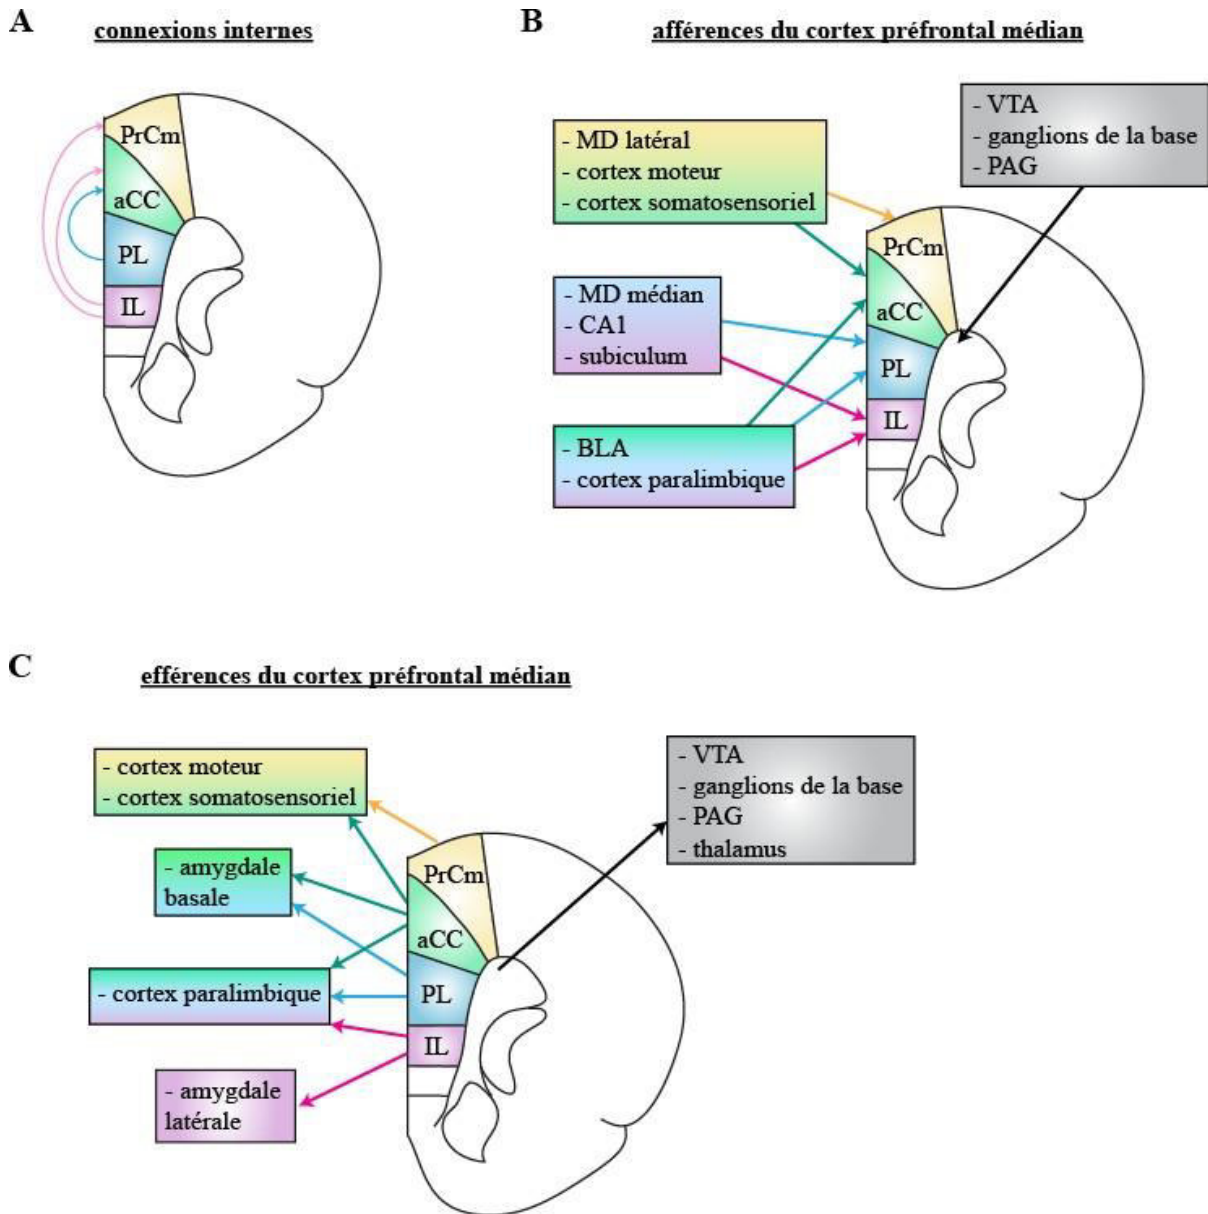 A
connexions internes
PrCm
aCC
PL
IL
B
afférences du cortex préfrontal médian
- VTA
- ganglions de la base
- PAG
- MD latéral
- cortex moteur
- cortex somatosensoriel
- MD médian
- CA1
- subiculum
- BLA
- cortex paralimbique
PrCm
aCC
PL
IL
C
efférences du cortex préfrontal médian
- cortex moteur
- cortex somatosensoriel
- amygdale
basale
- cortex paralimbique
- amygdale
latérale
PrCm
aCC
PL
IL
- VTA
- ganglions de la base
- PAG
- thalamus